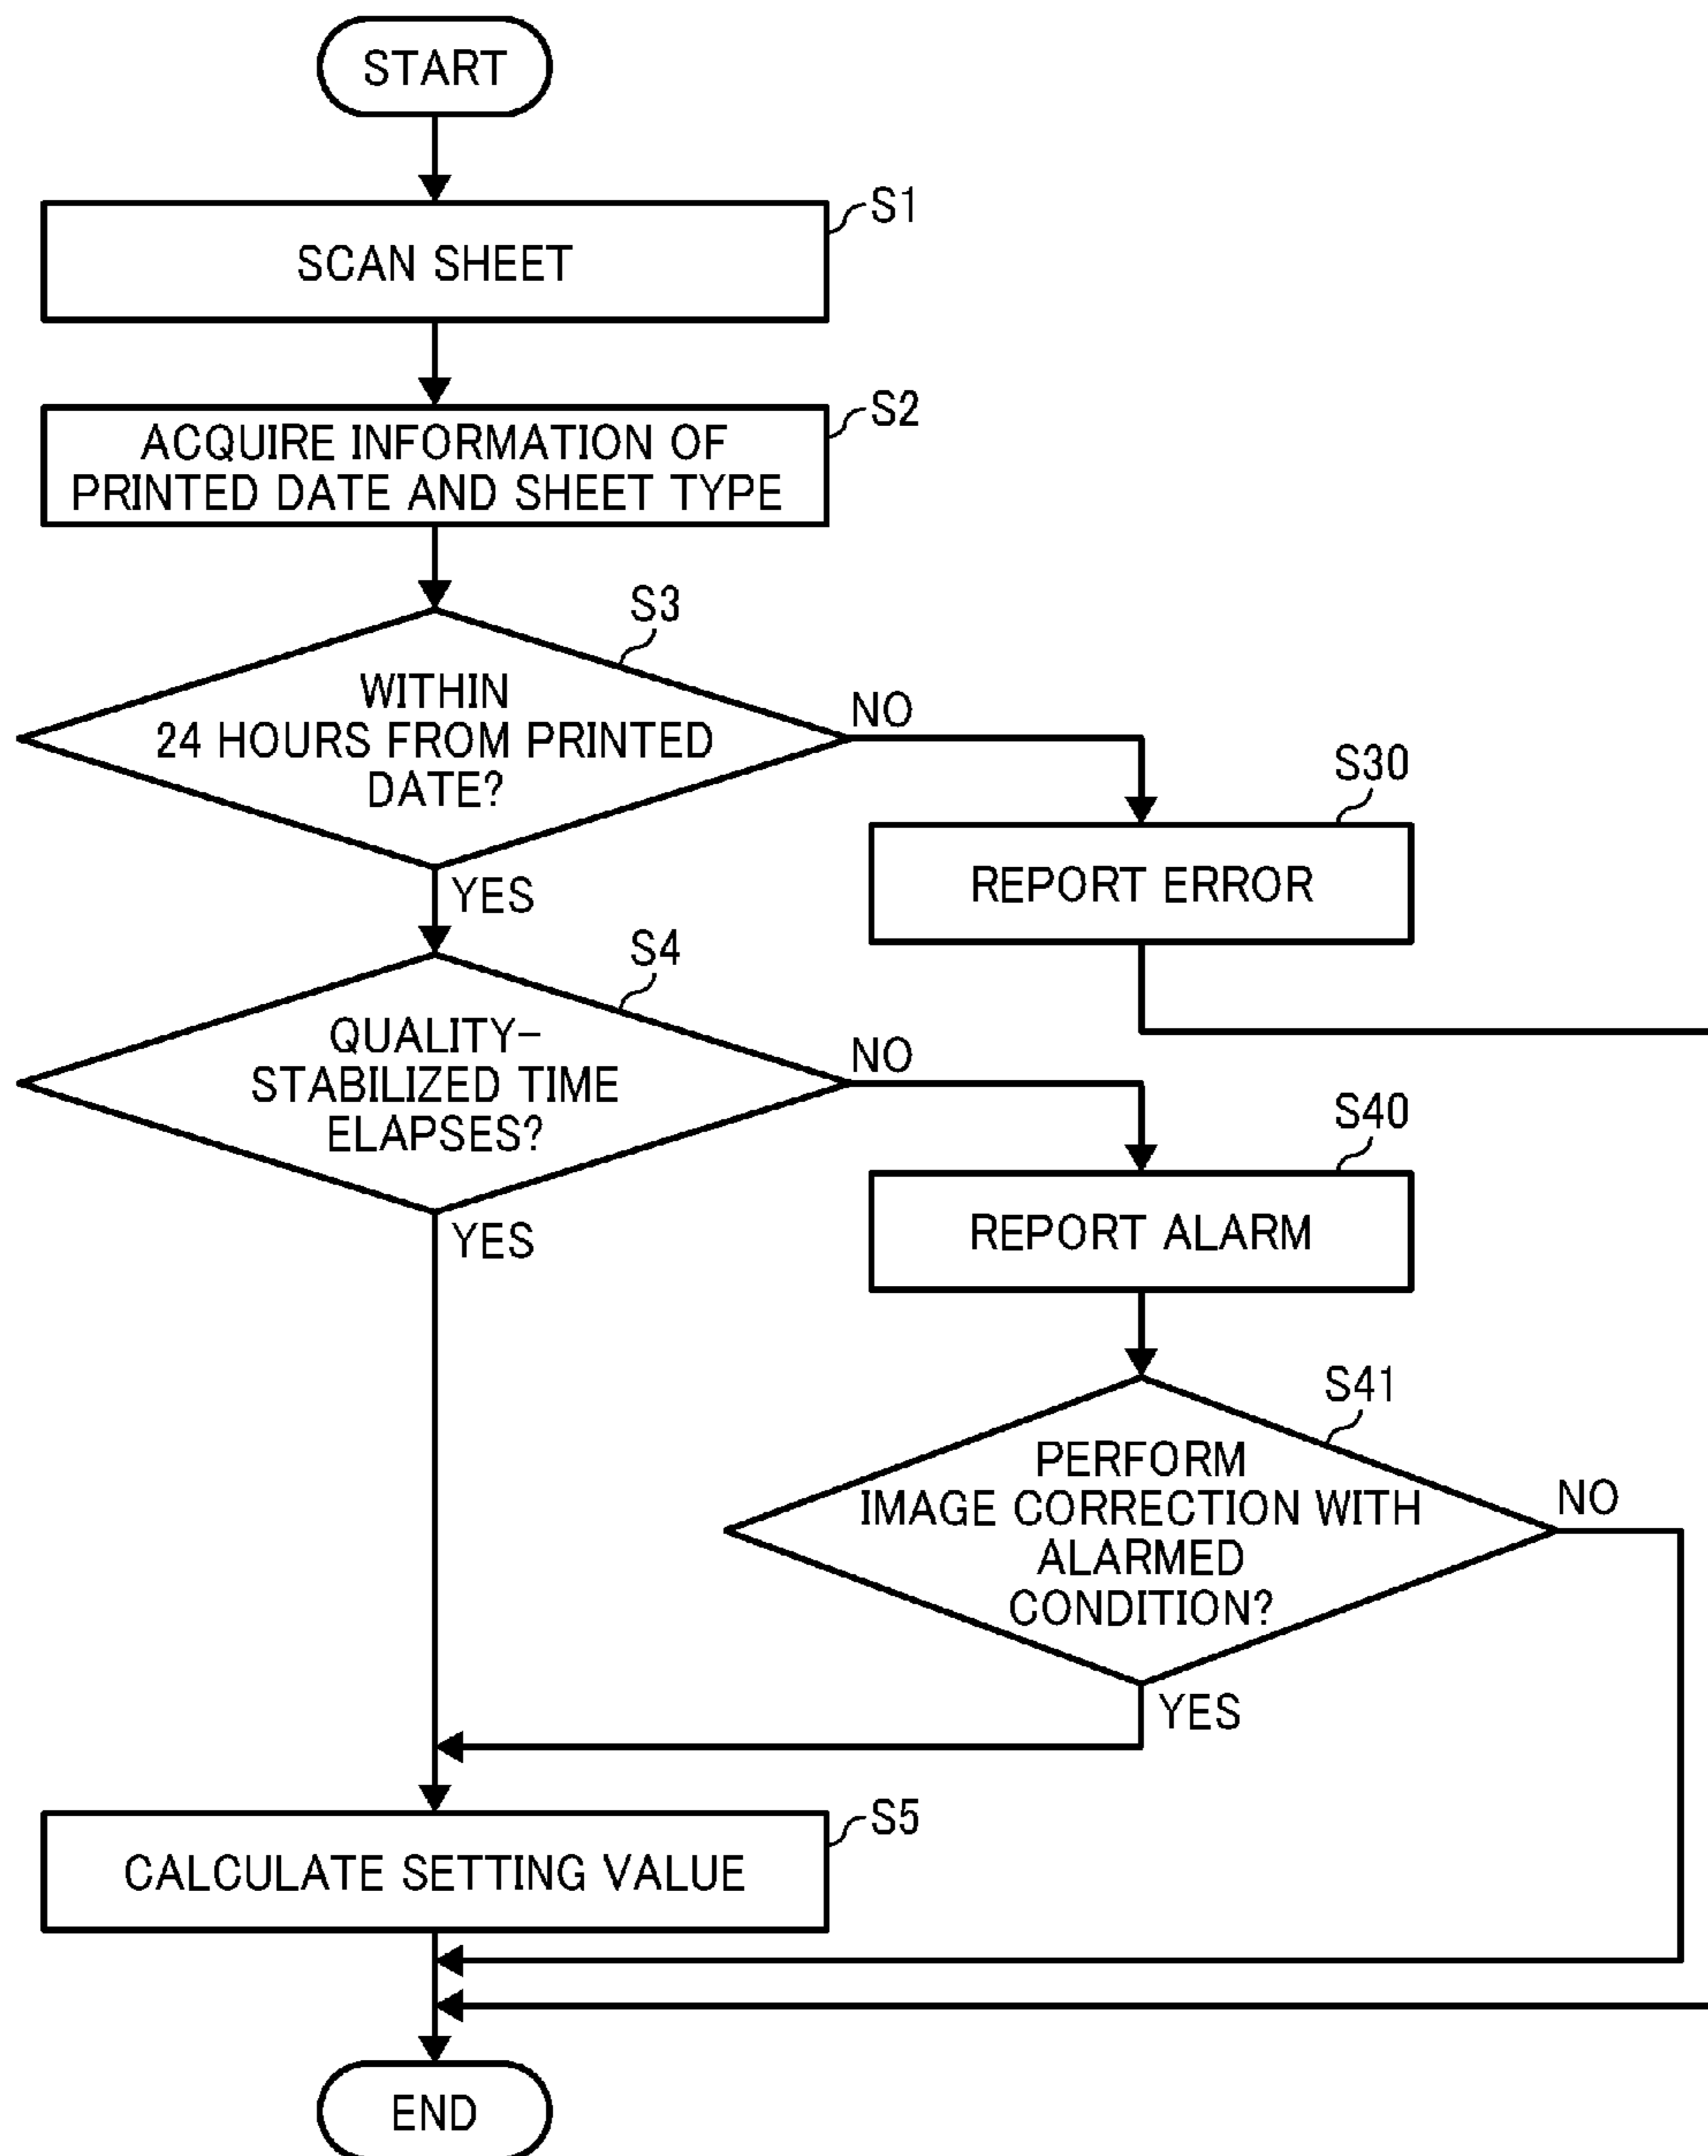 START
S1
SCAN SHEET
S2
ACQUIRE INFORMATION OF
PRINTED DATE AND SHEET TYPE
S3
WITHIN
24 HOURS FROM PRINTED
DATE?
NO
YES
S30
REPORT ERROR
S4
QUALITY-
STABILIZED TIME
ELAPSES?
NO
YES
S40
REPORT ALARM
S41
PERFORM
IMAGE CORRECTION WITH
ALARMED
CONDITION?
NO
YES
S5
CALCULATE SETTING VALUE
END